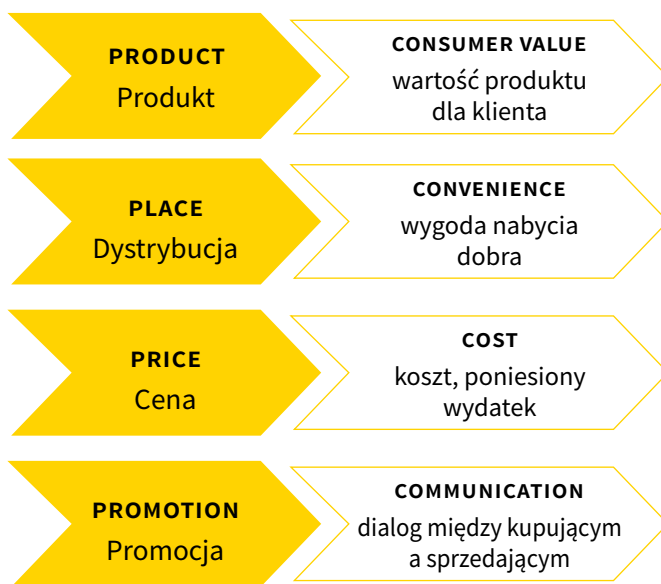 PRODUCT
Produkt
CONSUMER VALUE
wartość produktu
dla klienta
PLACE
Dystrybucja
CONVENIENCE
wygoda nabycia
dobra
PRICE
Cena
COST
koszt, poniesiony
wydatek
PROMOTION
Promocja
COMMUNICATION
dialog między kupującym
a sprzedającym